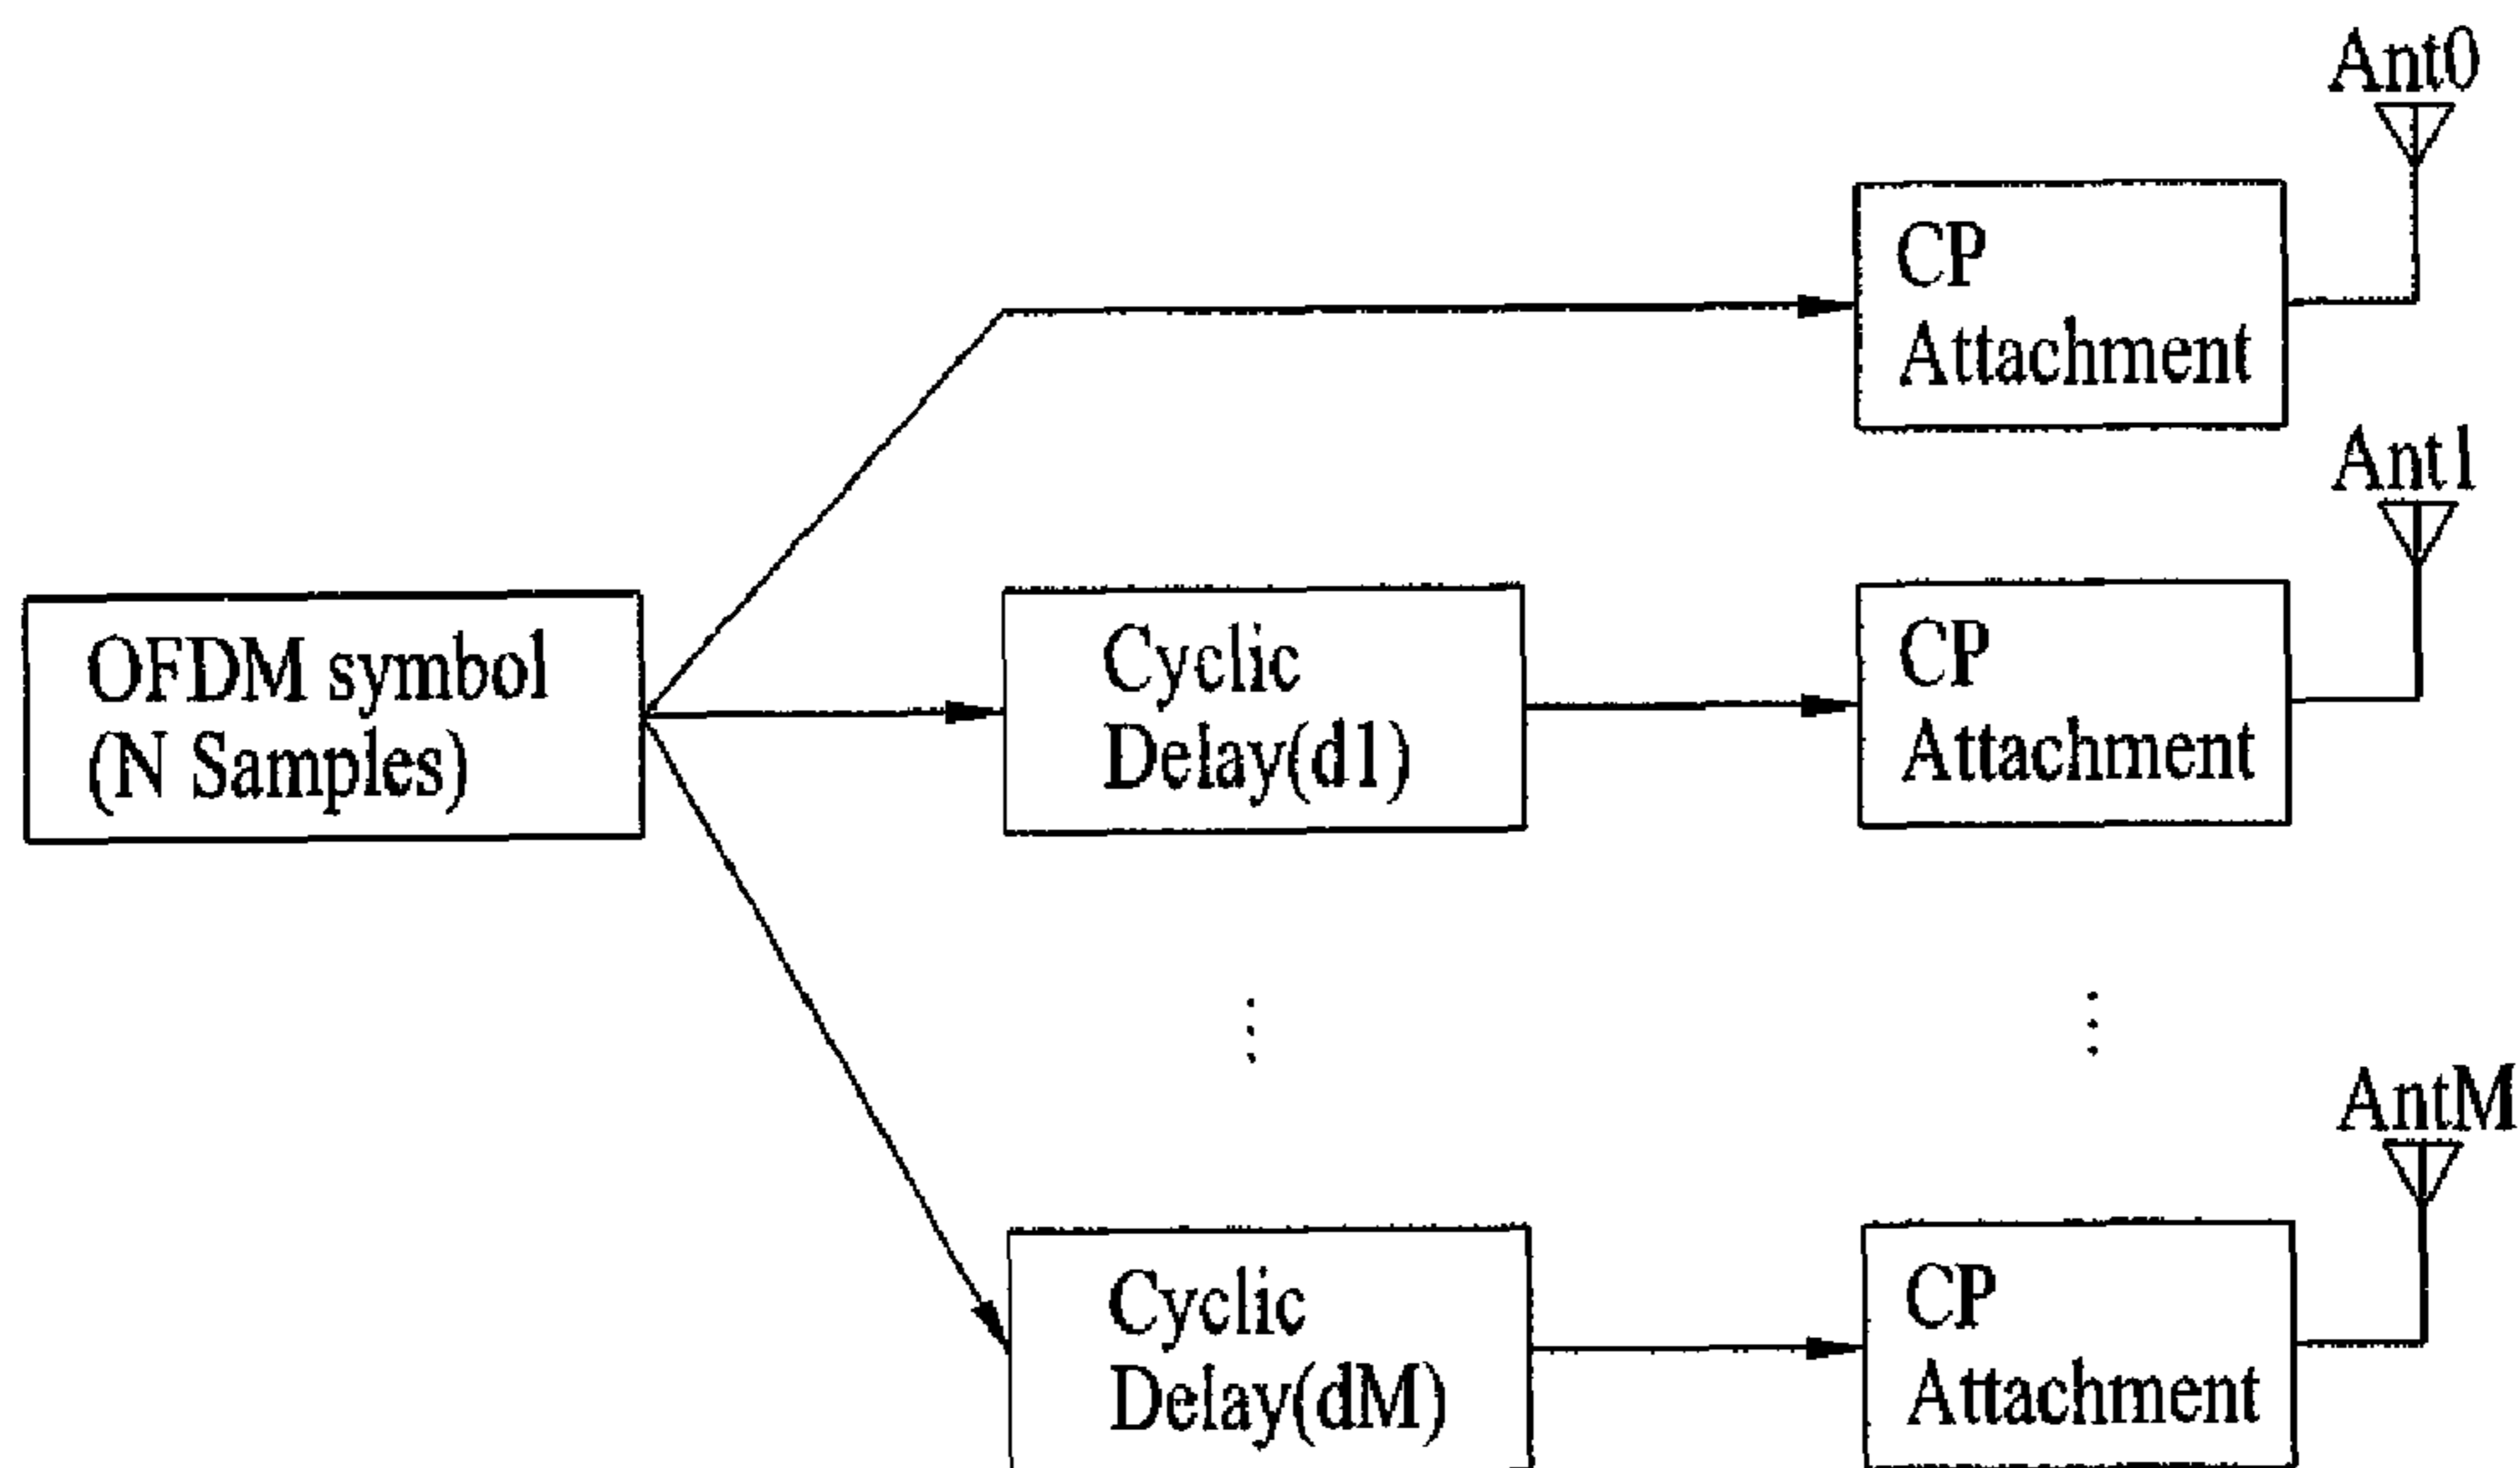 Ant0
CP
Attachment
Ant1
OFDM symbol
(N Samples)
Cyclic
Delay(d1)
CP
Attachment
AntM
Cyclic
Delay(dM)
CP
Attachment